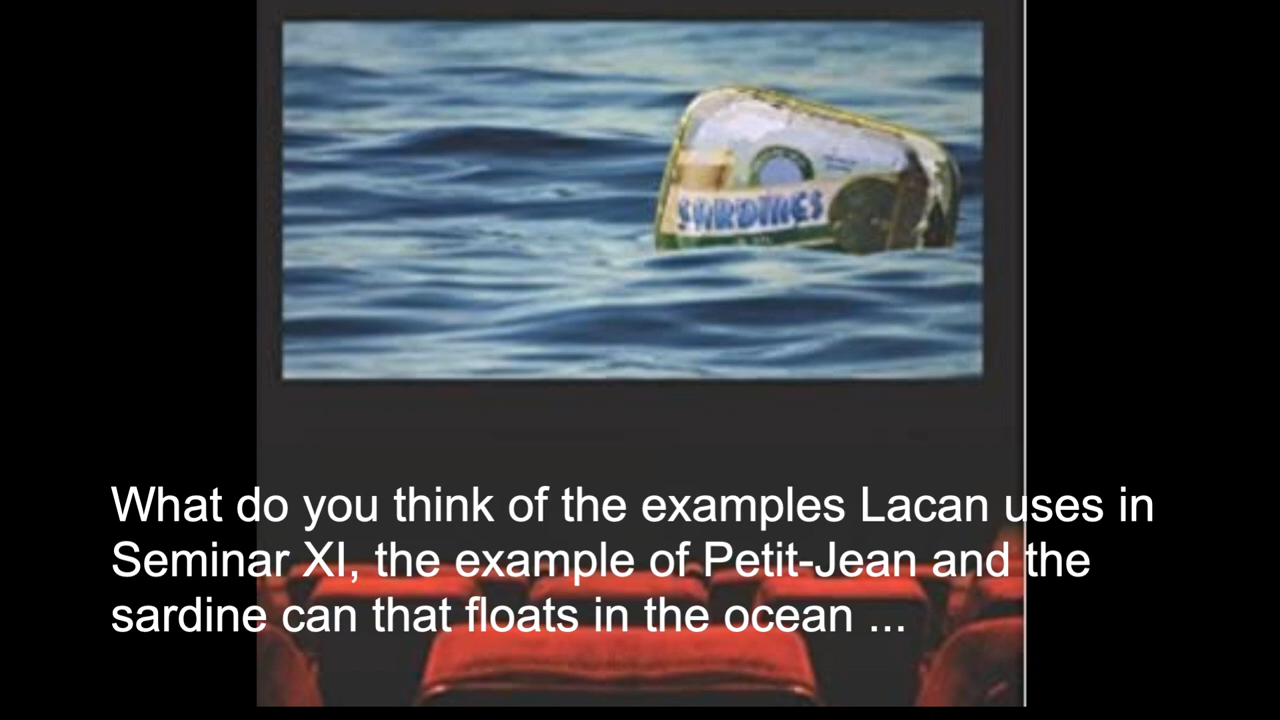 SARDINES
What do you think of the examples Lacan uses in
Seminar XI, the example of Petit-Jean and the
sardine can that floats in the ocean ...